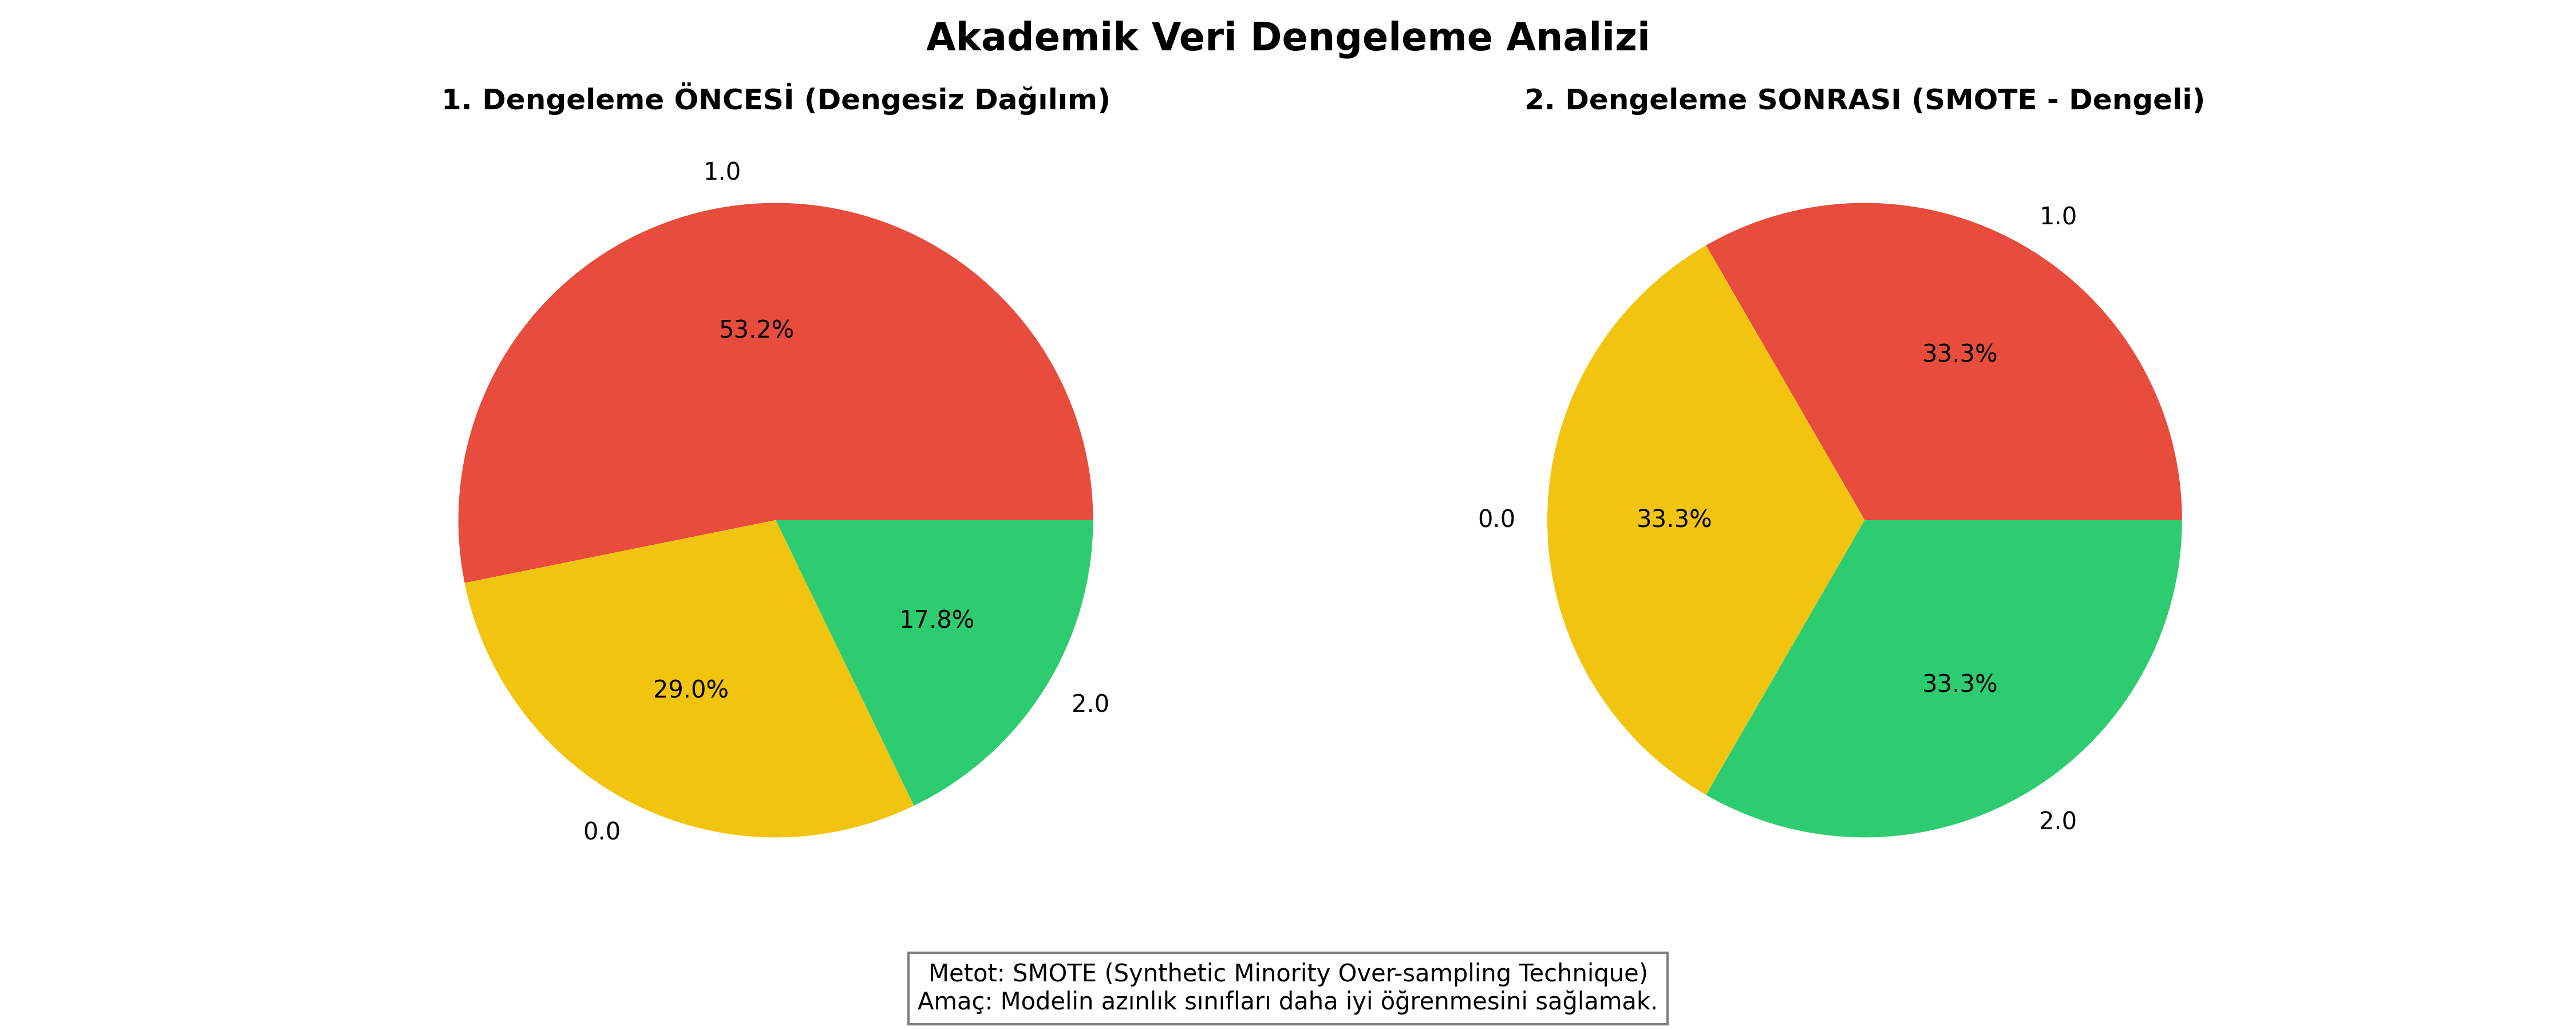 Akademik Veri Dengeleme Analizi
1. Dengeleme ÖNCESİ (Dengesiz Dağılım)
1.0
53.2%
17.8%
29.0%
2.0
0.0
2. Dengeleme SONRASI (SMOTE - Dengeli)
1.0
33.3%
0.0
33.3%
33.3%
2.0
Metot: SMOTE (Synthetic Minority Over-sampling Technique)
Amaç: Modelin azınlık sınıfları daha iyi öğrenmesini sağlamak.